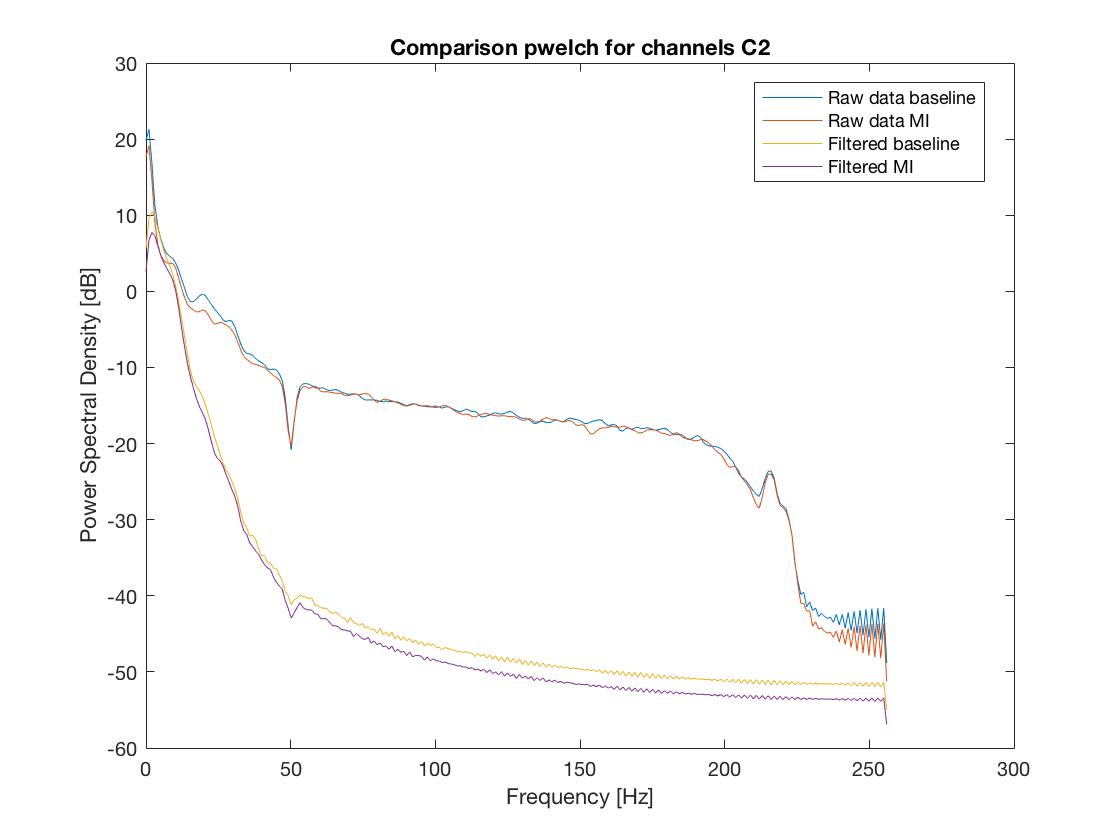 Comparison pwelch for channels C2
30
20
10
0
-10
-20
-30
-40
-50
-60
Power Spectral Density [dB]
Raw data baseline
Raw data MI
Filtered baseline
Filtered MI
0 50 100 150 200 250 300
Frequency [Hz]